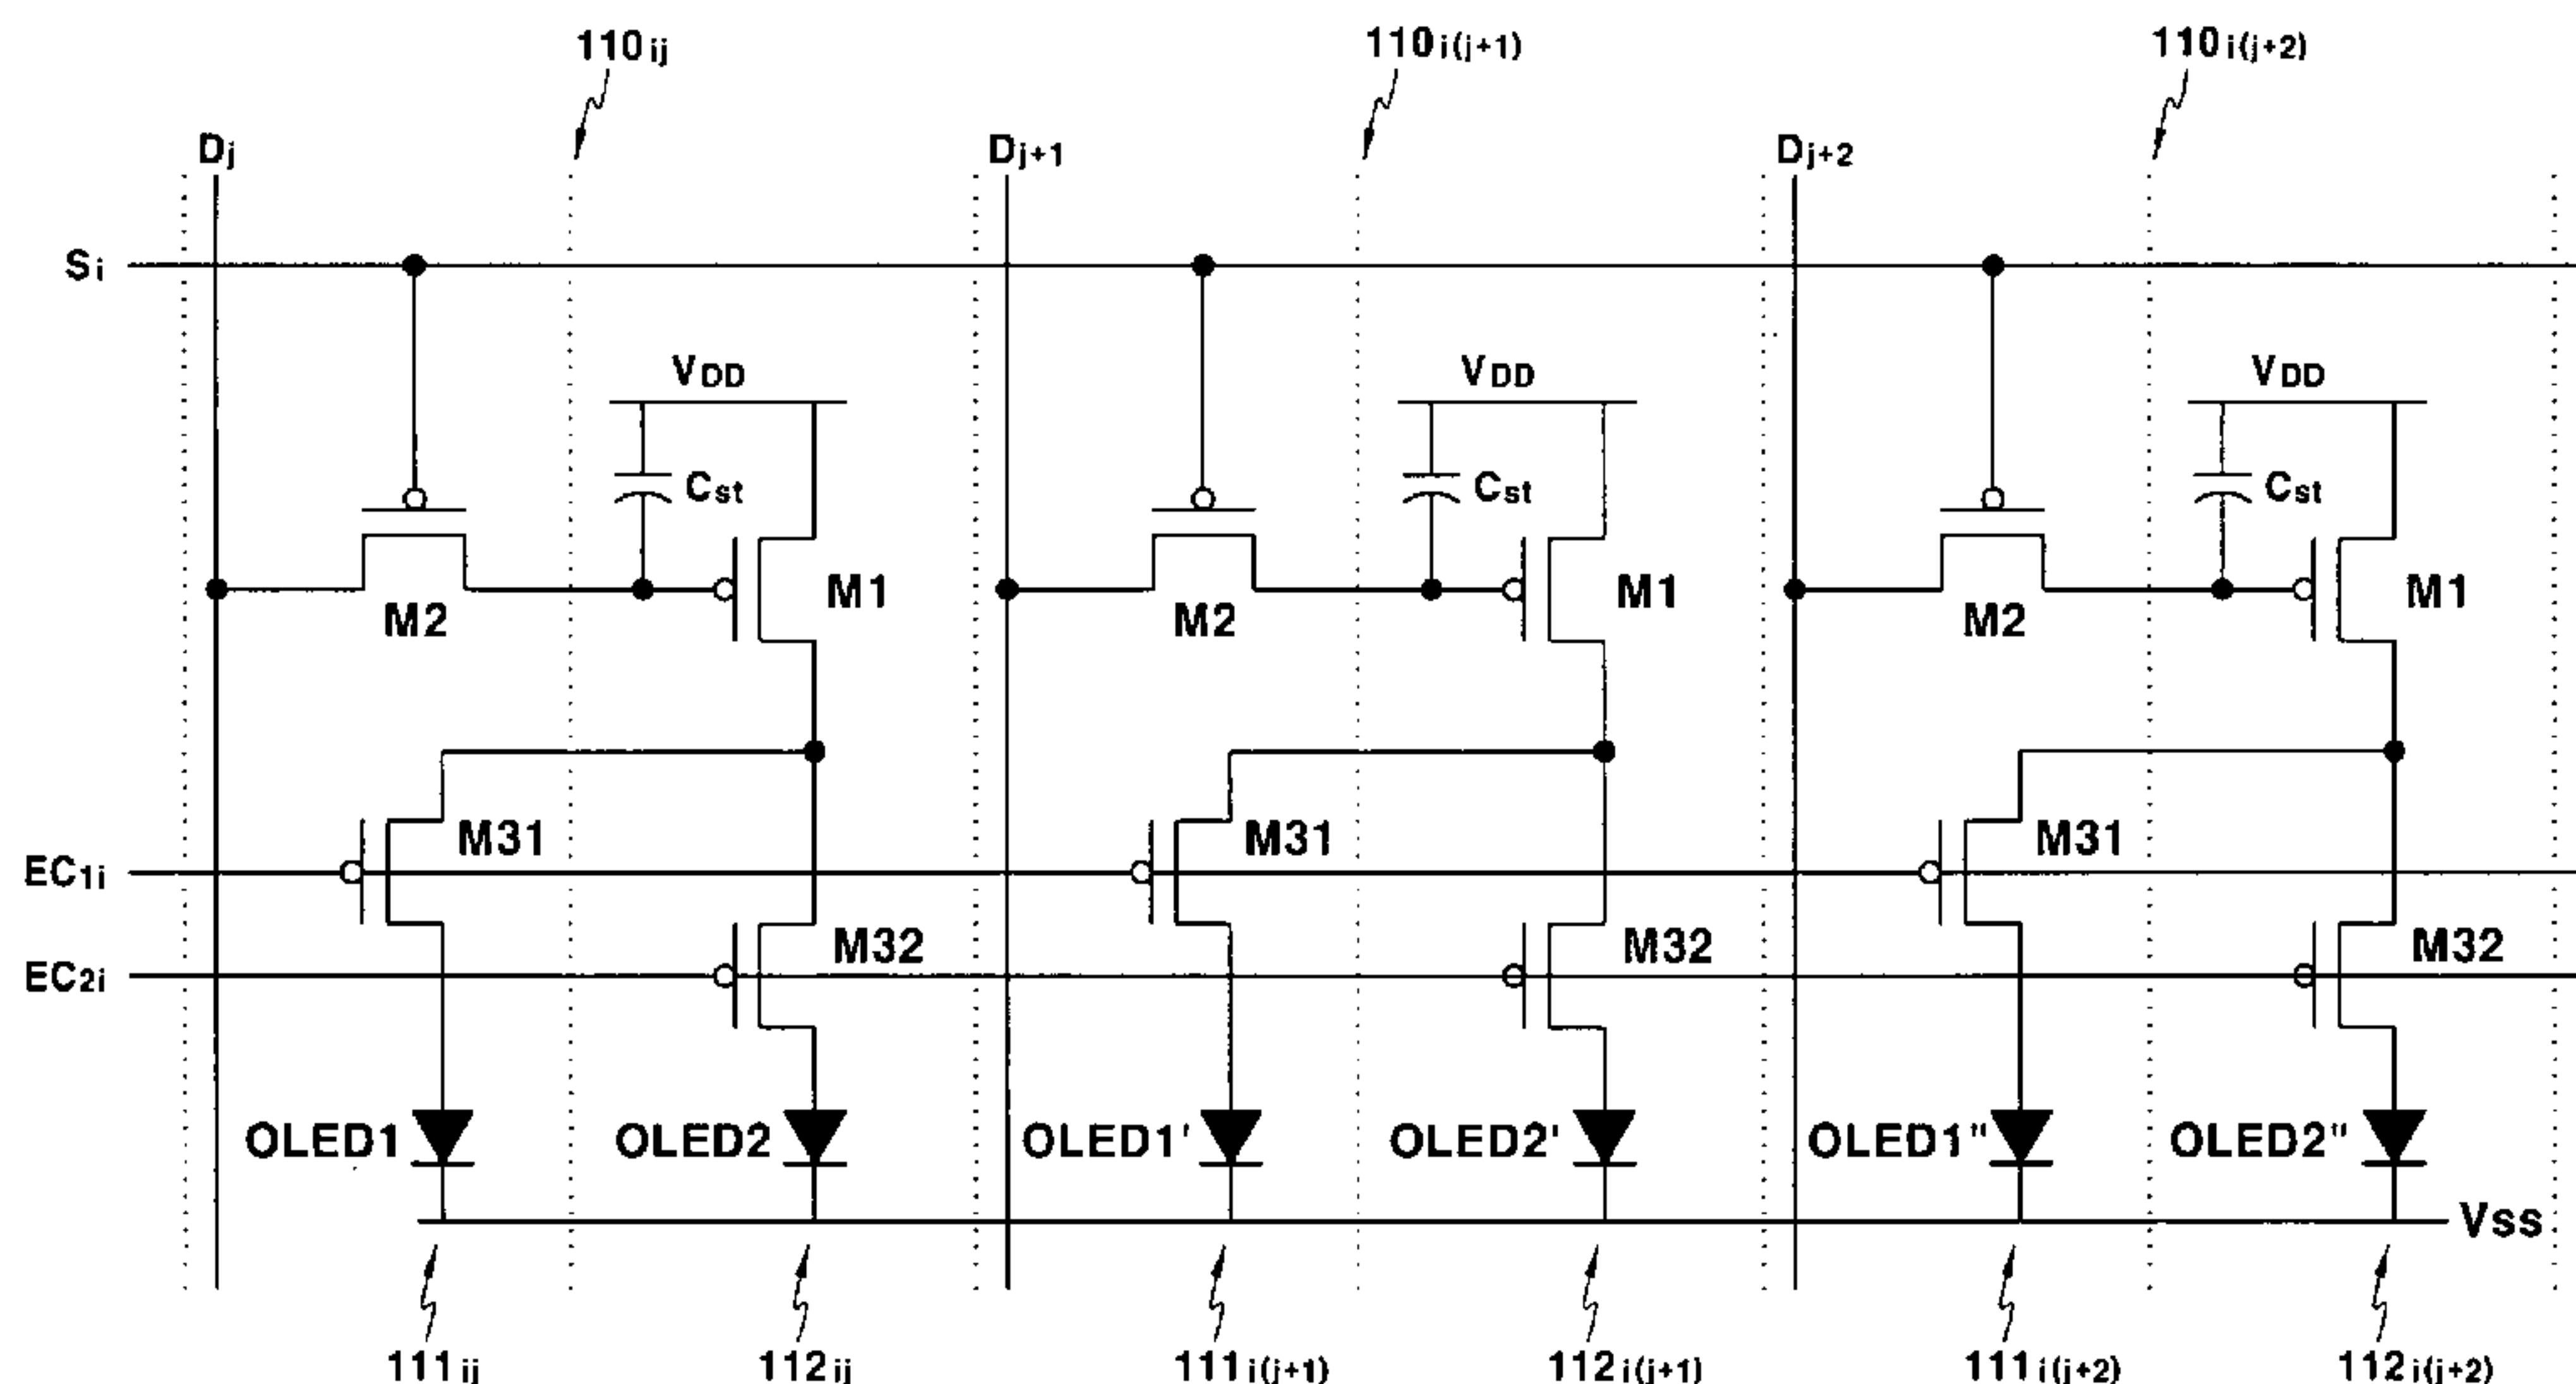 110ij 110i(j+1) 110i(j+2)
Dj Dj+1 Dj+2
Si
VDD VDD VDD
Cst Cst Cst
M1 M1 M1
M2 M2 M2
M31 M31 M31
EC1i
M32 M32 M32
EC2i
OLED1 OLED2 OLED1' OLED2' OLED1" OLED2"
Vss
111ij 112ij 111i(j+1) 112i(j+1) 111i(j+2) 112i(j+2)